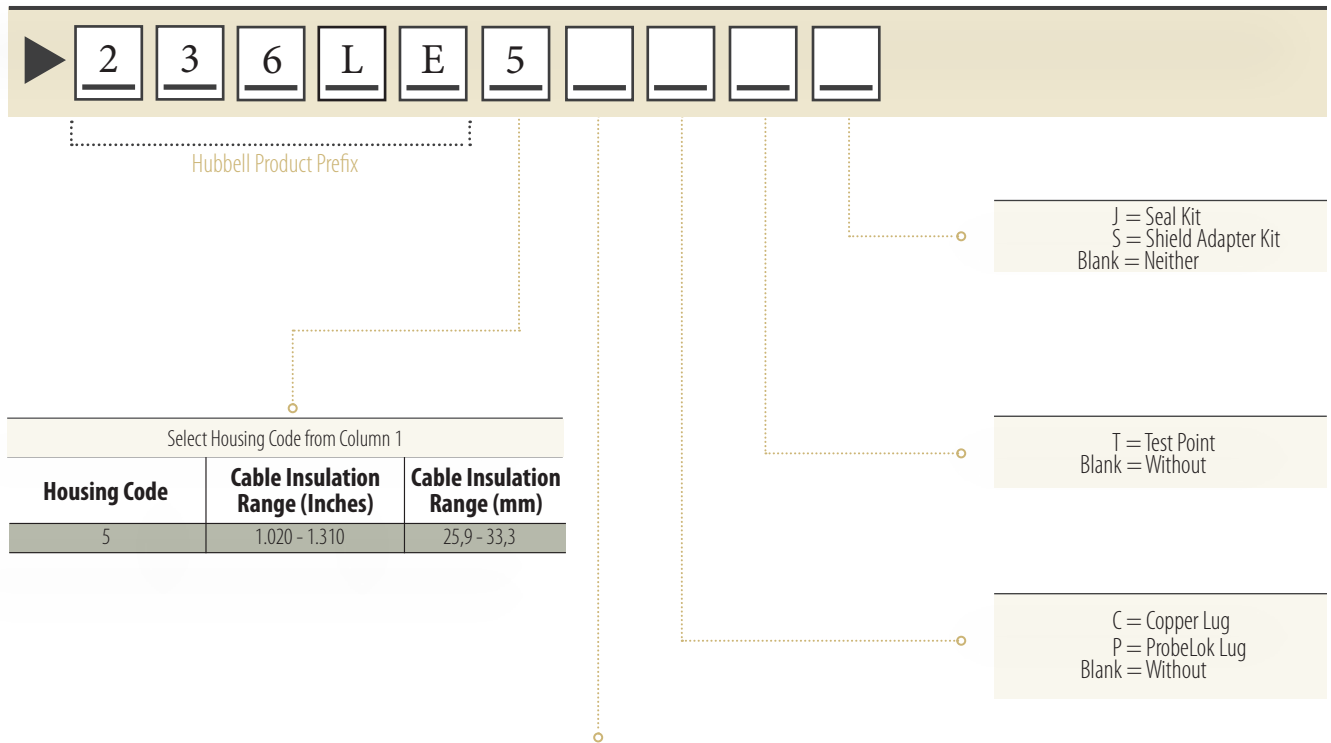 2 3 6 L E 5
Hubbell Product Prefix
J = Seal Kit
S = Shield Adapter Kit
Blank = Neither
Select Housing Code from Column 1
Housing Code Cable Insulation Range (Inches) Cable Insulation Range (mm)
5 1.020 - 1.310 25,9 - 33,3
T = Test Point
Blank = Without
C = Copper Lug
P = ProbeLok Lug
Blank = Without